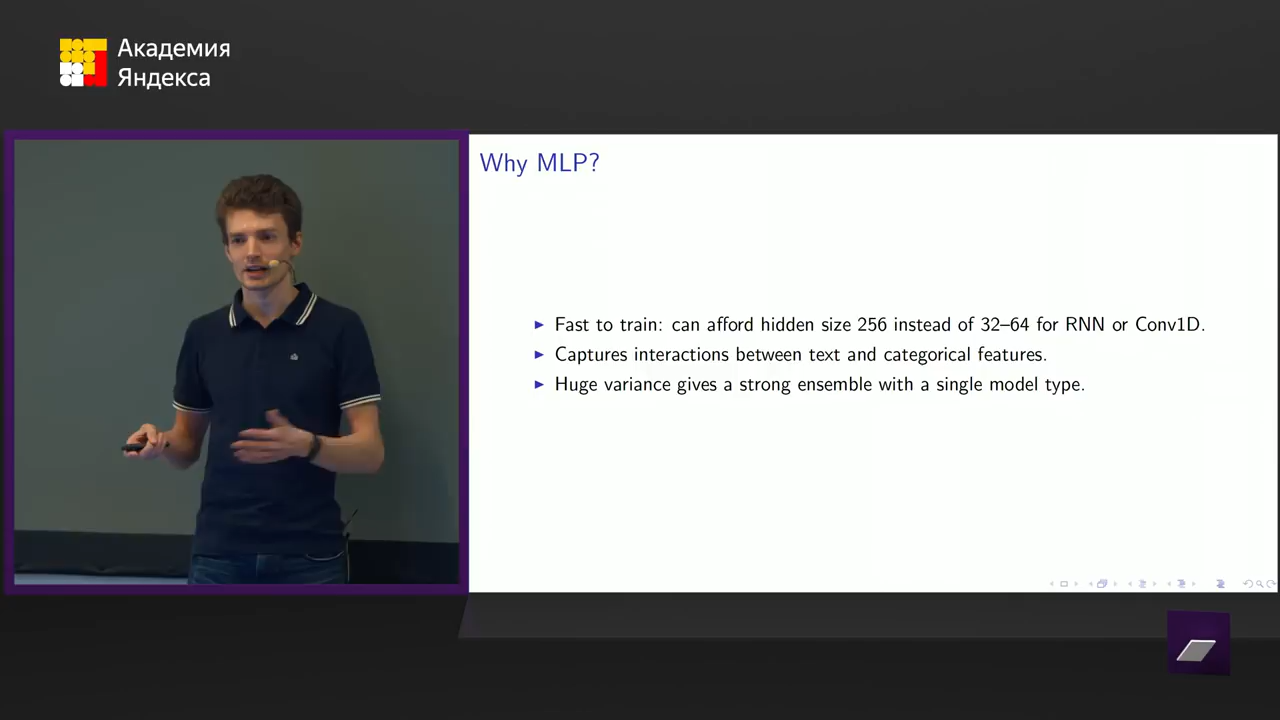 Академия
Яндекса
Why MLP?
► Fast to train: can afford hidden size 256 instead of 32–64 for RNN or Conv1D.
► Captures interactions between text and categorical features.
► Huge variance gives a strong ensemble with a single model type.